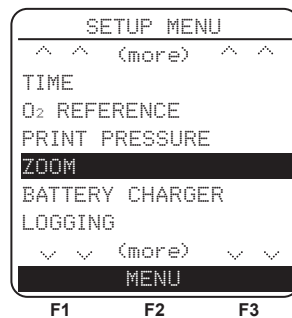 SETUP MENU
^ ^ (more) ^ ^
TIME
O₂ REFERENCE
PRINT PRESSURE
ZOOM
BATTERY CHARGER
LOGGING
⌵ ⌵ (more) ⌵ ⌵
MENU
F1 F2 F3